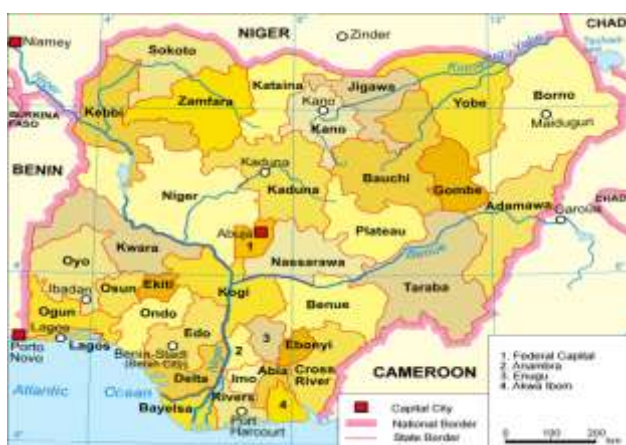 NIGER
CHAD
Niamey
Zinder
Sokoto
Katsina
Jigawa
Yobe
Borno
Kebbi
Zamfara
Kano
Kano
Maiduguri
BURKINA
FASO
BENIN
Kaduna
Kaduna
Bauchi
Gombe
Adamawa
CHAD
Garoua
Niger
Abuja
1
Plateau
Kwara
Nassarawa
Benue
Taraba
Oyo
Ibadan
Osun
Ekiti
Kogi
Benue
Ogun
Ondo
Lagos
Lagos
Edo
2
3
Ebonyi
Porto
Novo
Benin-Stadt
(Benin City)
Delta
Imo
Abia
Cross
River
CAMEROON
Atlantic
Ocean
Bayelsa
Rivers
4
Port
Harcourt
1. Federal Capital
2. Anambra
3. Enugu
4. Akwa Ibom
Capital City
National Border
State Border
0
100
200
km